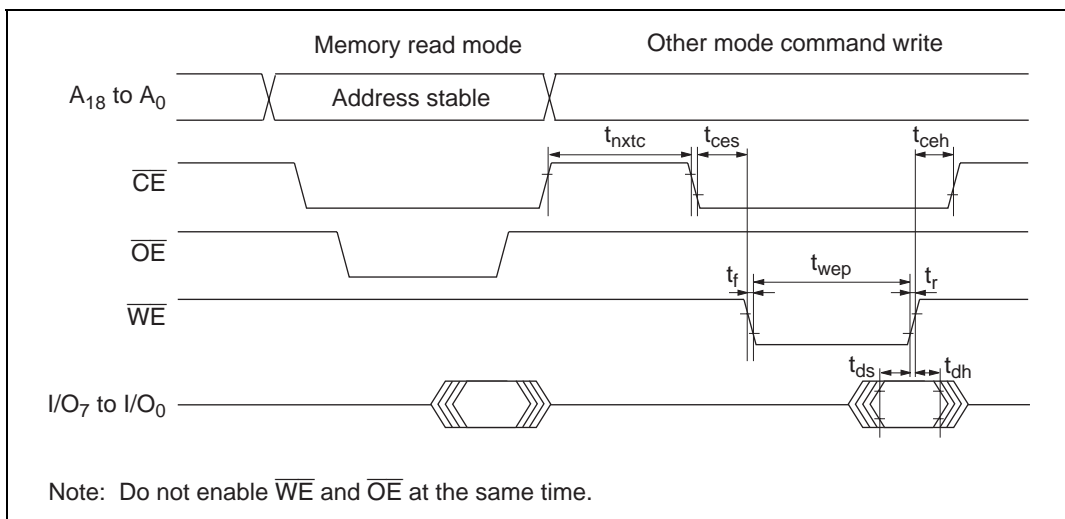 Memory read mode
Other mode command write
A18 to A0
Address stable
tnxtc
tces
tceh
CE
OE
tf
twep
tr
WE
tds
tdh
I/O7 to I/O0
Note: Do not enable WE and OE at the same time.